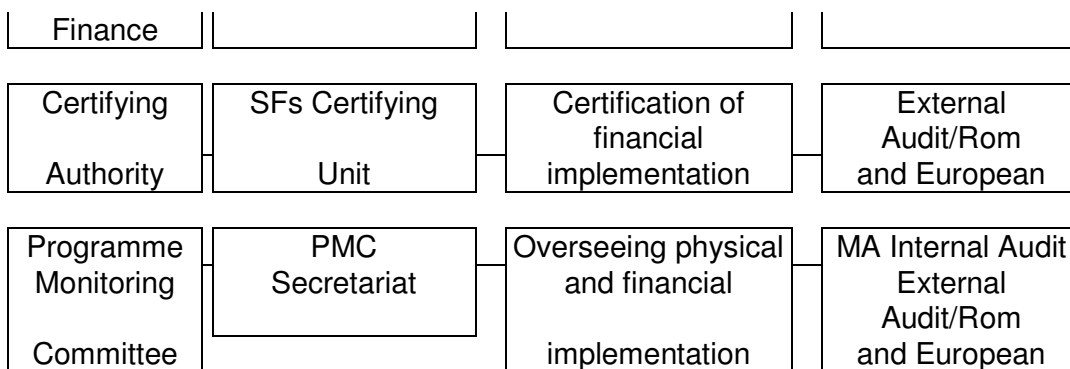 Finance
Certifying
Authority
SFs Certifying
Unit
Certification of
financial
implementation
External
Audit/Rom
and European
Programme
Monitoring
Committee
PMC
Secretariat
Overseeing physical
and financial
implementation
MA Internal Audit
External
Audit/Rom
and European